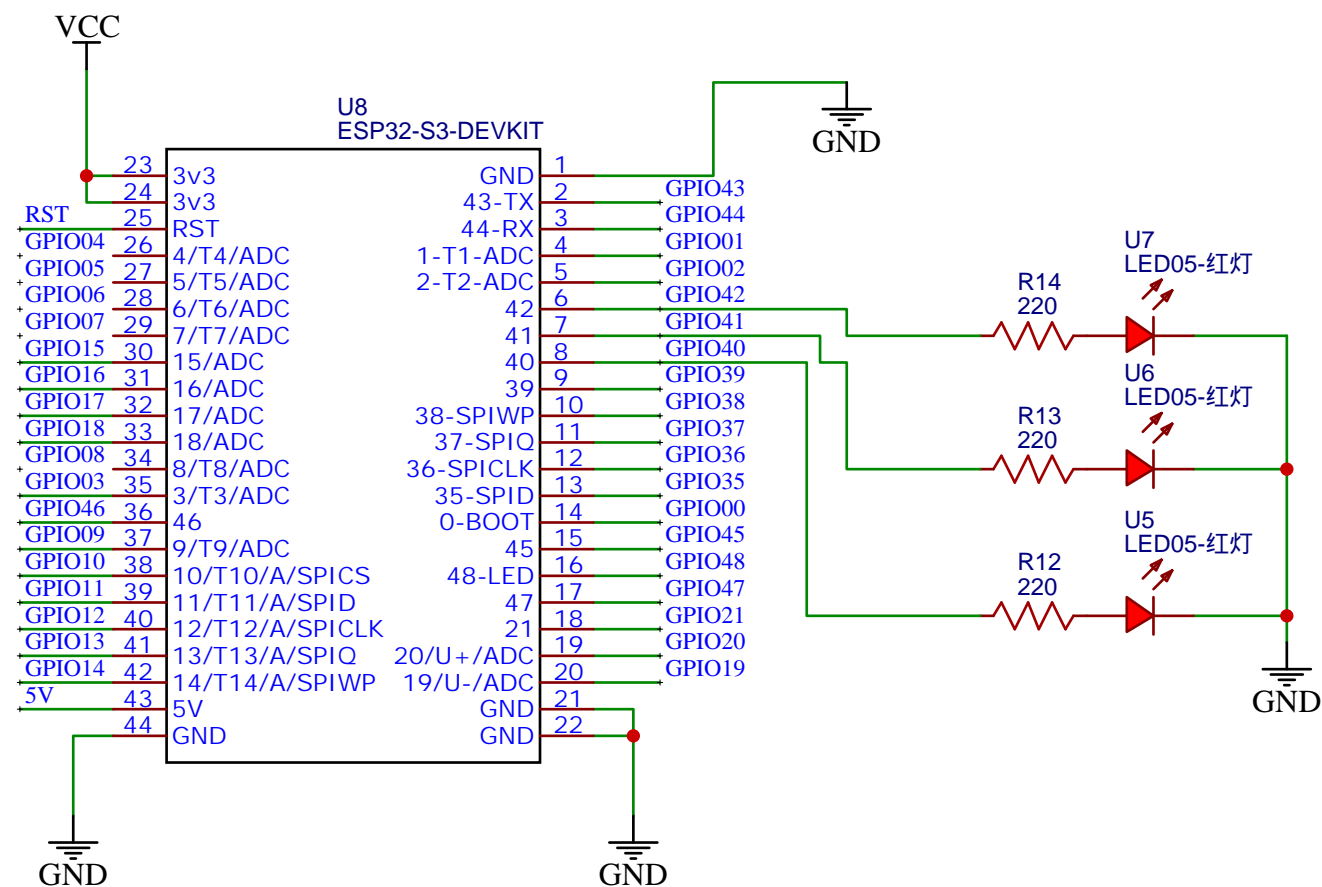 VCC
U8
ESP32-S3-DEVKIT
GND
23
3v3
GND
1
24
3v3
43-TX
2
GPIO43
RST
25
RST
44-RX
3
GPIO44
GPIO04
26
4/T4/ADC
1-T1-ADC
4
GPIO01
GPIO05
27
5/T5/ADC
2-T2-ADC
5
GPIO02
GPIO06
28
6/T6/ADC
42
6
GPIO42
GPIO07
29
7/T7/ADC
41
7
GPIO41
GPIO15
30
15/ADC
40
8
GPIO40
GPIO16
31
16/ADC
39
9
GPIO39
GPIO17
32
17/ADC
38-SPIWP
10
GPIO38
GPIO18
33
18/ADC
37-SPIQ
11
GPIO37
GPIO08
34
8/T8/ADC
36-SPICLK
12
GPIO36
GPIO03
35
3/T3/ADC
35-SPID
13
GPIO35
GPIO46
36
46
0-BOOT
14
GPIO00
GPIO09
37
9/T9/ADC
45
15
GPIO45
GPIO10
38
10/T10/A/SPICS
48-LED
16
GPIO48
GPIO11
39
11/T11/A/SPID
47
17
GPIO47
GPIO12
40
12/T12/A/SPICLK
21
18
GPIO21
GPIO13
41
13/T13/A/SPIQ
20/U+/ADC
19
GPIO20
GPIO14
42
14/T14/A/SPIWP
19/U-/ADC
20
GPIO19
5V
43
5V
GND
21
44
GND
GND
22
GND
GND
R14
220
U7
LED05-红灯
R13
220
U6
LED05-红灯
R12
220
U5
LED05-红灯
GND